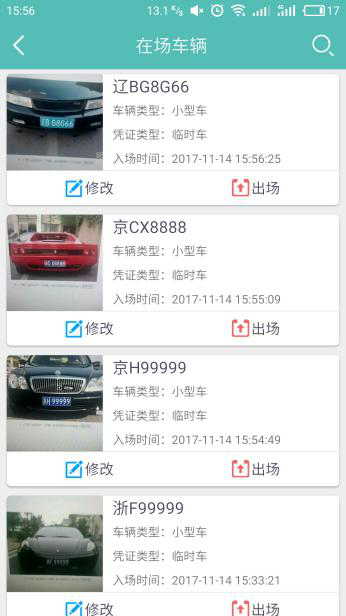 15:56 13.1 K/s 4G 17
在场车辆
辽BG8G66
车辆类型：小型车
凭证类型：临时车
入场时间：2017-11-14 15:56:25
修改 出场
京CX8888
车辆类型：小型车
凭证类型：临时车
入场时间：2017-11-14 15:55:09
修改 出场
京H99999
车辆类型：小型车
凭证类型：临时车
入场时间：2017-11-14 15:54:49
修改 出场
浙F99999
车辆类型：小型车
凭证类型：临时车
入场时间：2017-11-14 15:33:21
修改 出场